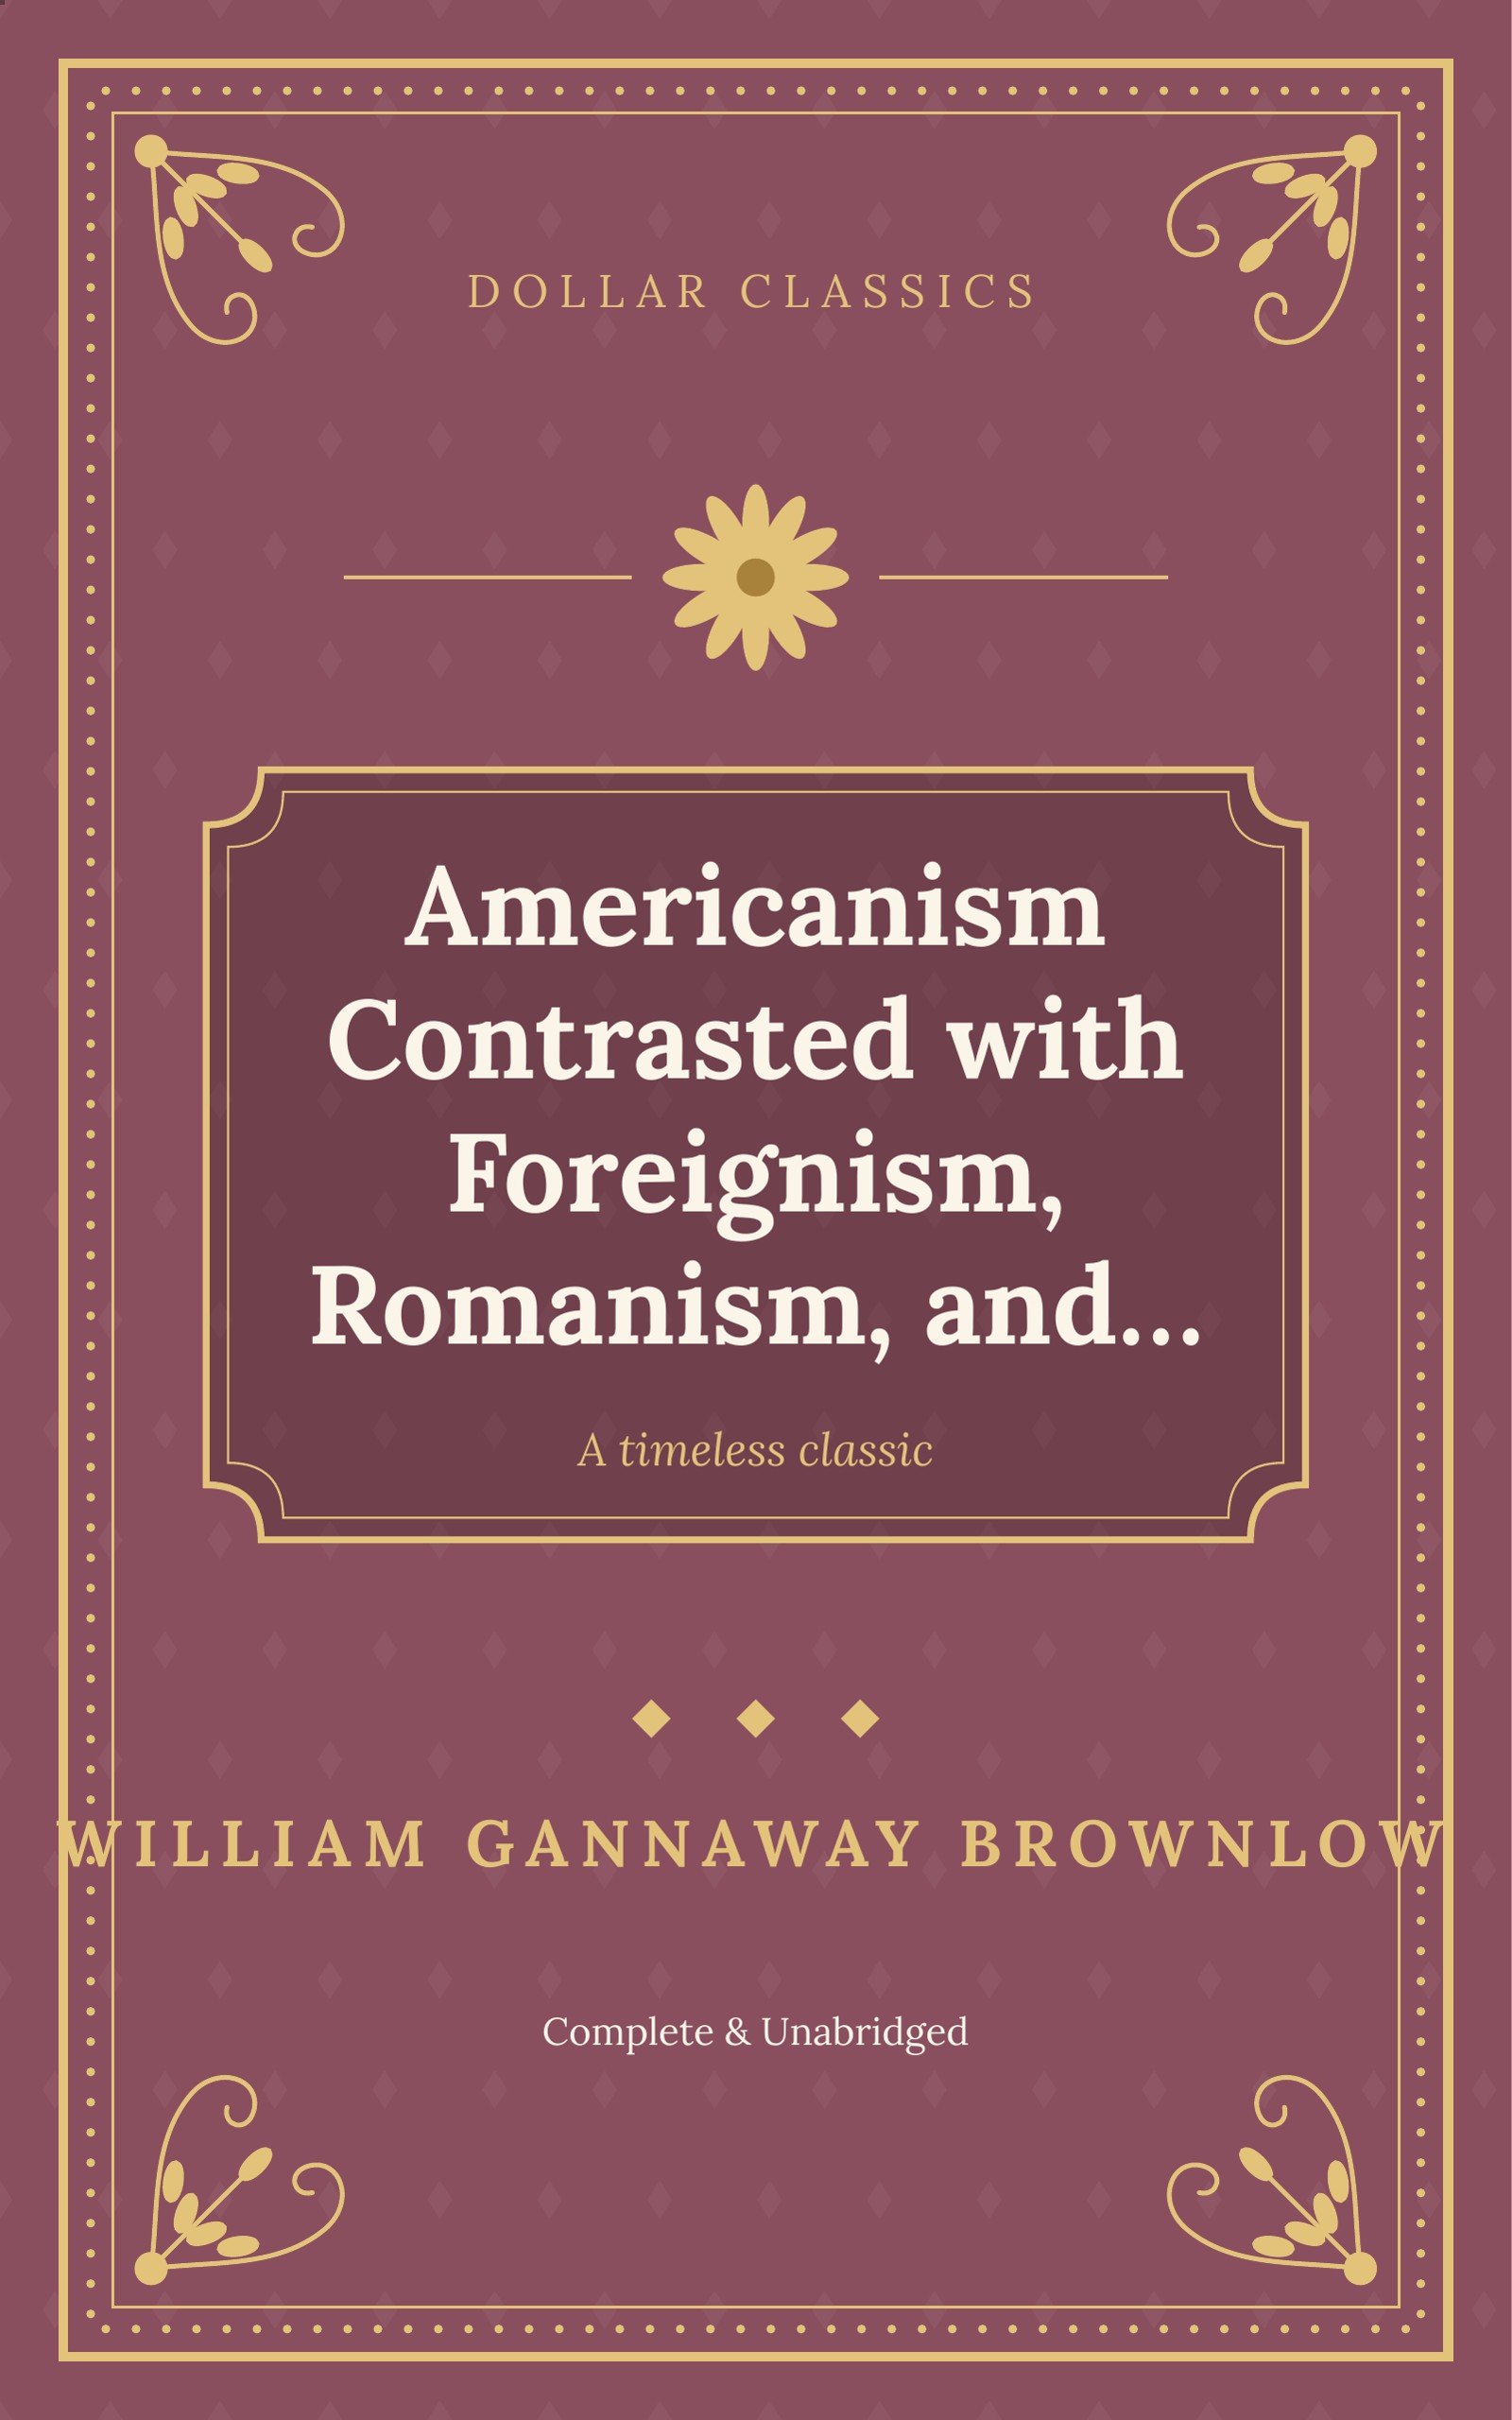 DOLLAR CLASSICS
Americanism
Contrasted with
Foreignism,
Romanism, and...
A timeless classic
WILLIAM GANNAWAY BROWNLOW
Complete & Unabridged